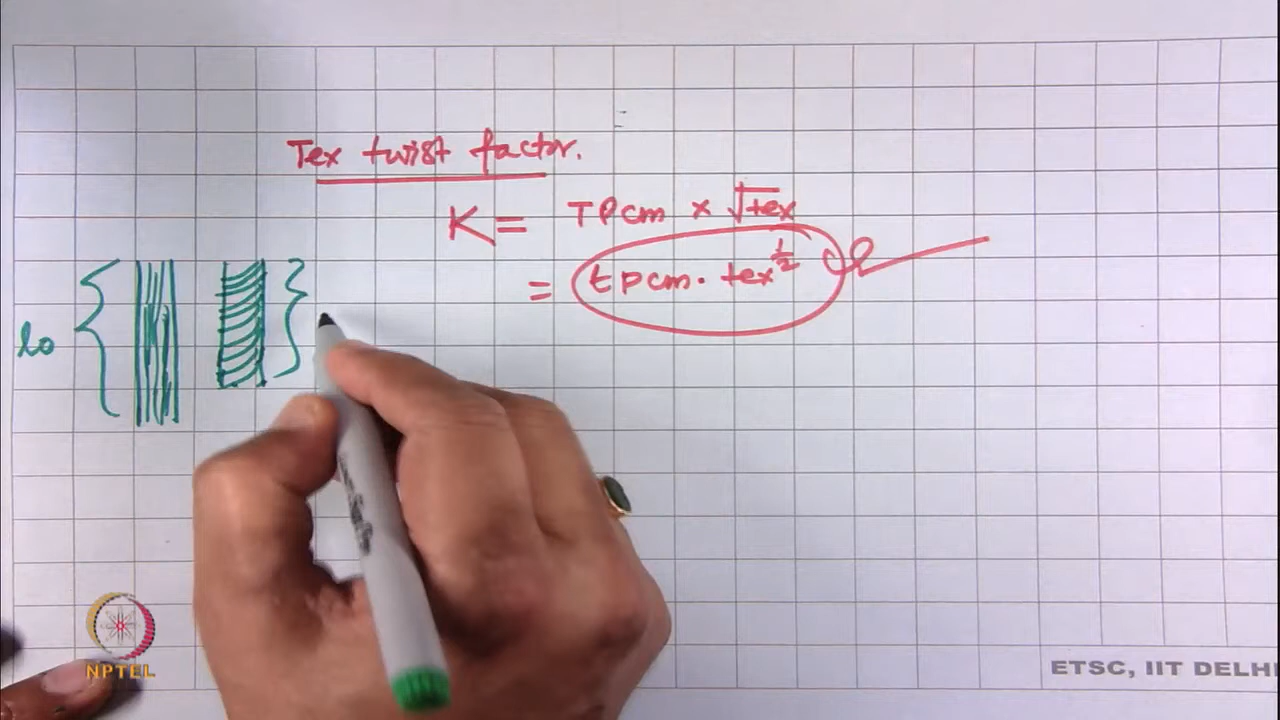 Tex twist factor.
K = TPcm × √tex
= tpcm. tex^1/2
lo
NPTEL
ETSC, IIT DELHI